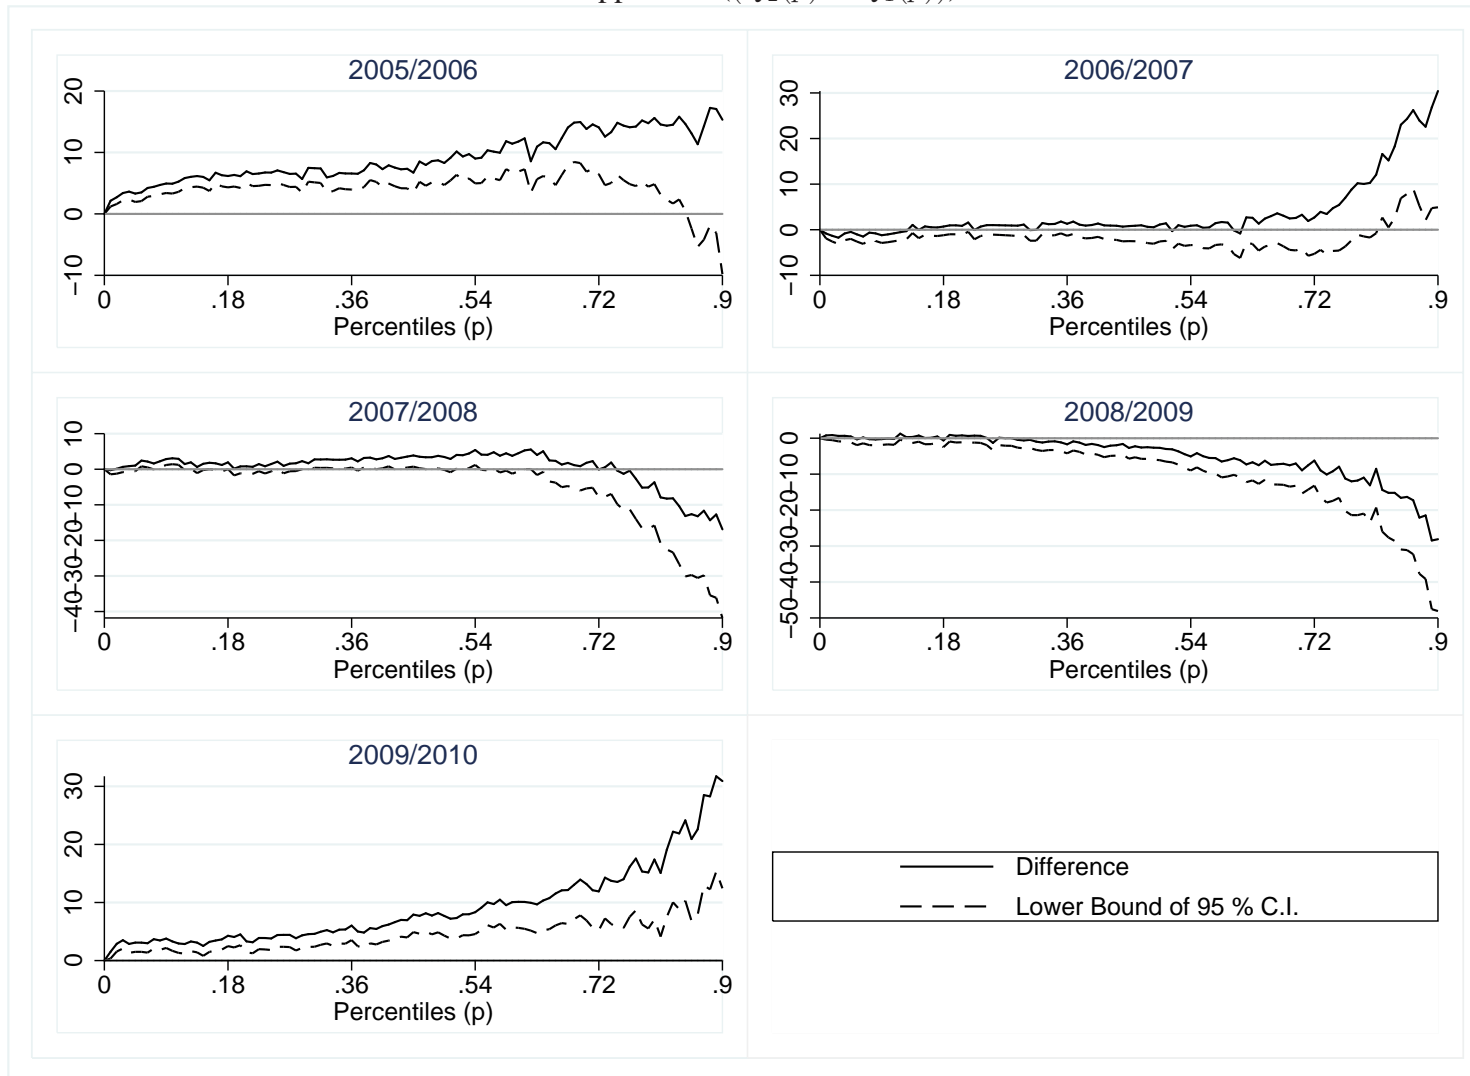 2005/2006
20
10
0
−10
0 .18 .36 .54 .72 .9
Percentiles (p)
2006/2007
30
20
10
0
−10
0 .18 .36 .54 .72 .9
Percentiles (p)
2007/2008
10
0
−10
−20
−30
−40
0 .18 .36 .54 .72 .9
Percentiles (p)
2008/2009
0
−10
−20
−30
−40
−50
0 .18 .36 .54 .72 .9
Percentiles (p)
2009/2010
30
20
10
0
0 .18 .36 .54 .72 .9
Percentiles (p)
Difference
Lower Bound of 95 % C.I.